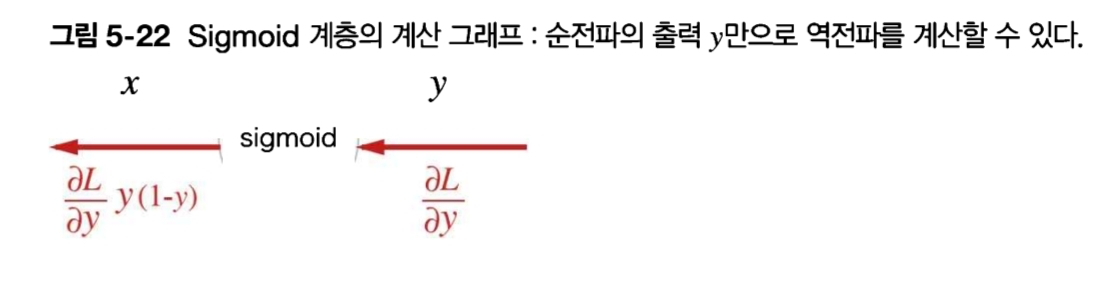 그림 5-22 Sigmoid 계층의 계산 그래프 : 순전파의 출력 y만으로 역전파를 계산할 수 있다.
x y
sigmoid
∂L/∂y y(1-y) ∂L/∂y